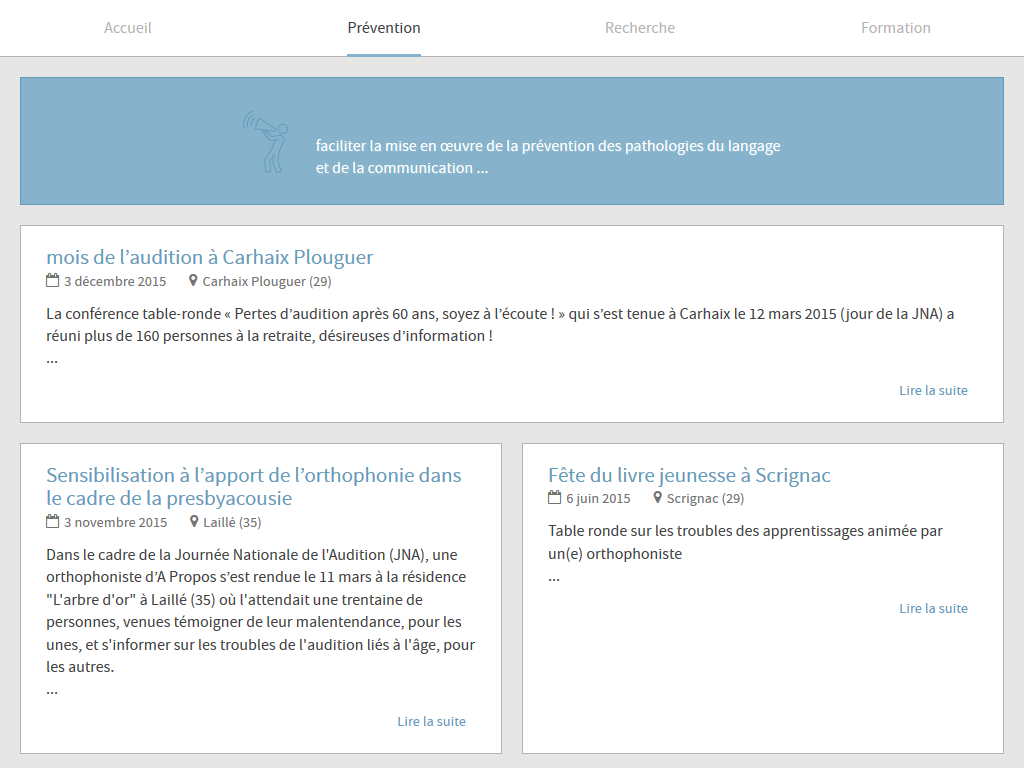 Accueil
Prévention
Recherche
Formation
faciliter la mise en œuvre de la prévention des pathologies du langage
et de la communication ...
mois de l’audition à Carhaix Plouguer
3 décembre 2015 Carhaix Plouguer (29)
La conférence table-ronde « Pertes d’audition après 60 ans, soyez à l’écoute ! » qui s’est tenue à Carhaix le 12 mars 2015 (jour de la JNA) a
réuni plus de 160 personnes à la retraite, désireuses d’information !
...
Lire la suite
Sensibilisation à l’apport de l’orthophonie dans
le cadre de la presbyacousie
3 novembre 2015 Laillé (35)
Dans le cadre de la Journée Nationale de l'Audition (JNA), une
orthophoniste d’A Propos s’est rendue le 11 mars à la résidence
"L'arbre d'or" à Laillé (35) où l'attendait une trentaine de
personnes, venues témoigner de leur malentendance, pour les
unes, et s'informer sur les troubles de l'audition liés à l'âge, pour
les autres.
...
Lire la suite
Fête du livre jeunesse à Scrignac
6 juin 2015 Scrignac (29)
Table ronde sur les troubles des apprentissages animée par
un(e) orthophoniste
...
Lire la suite